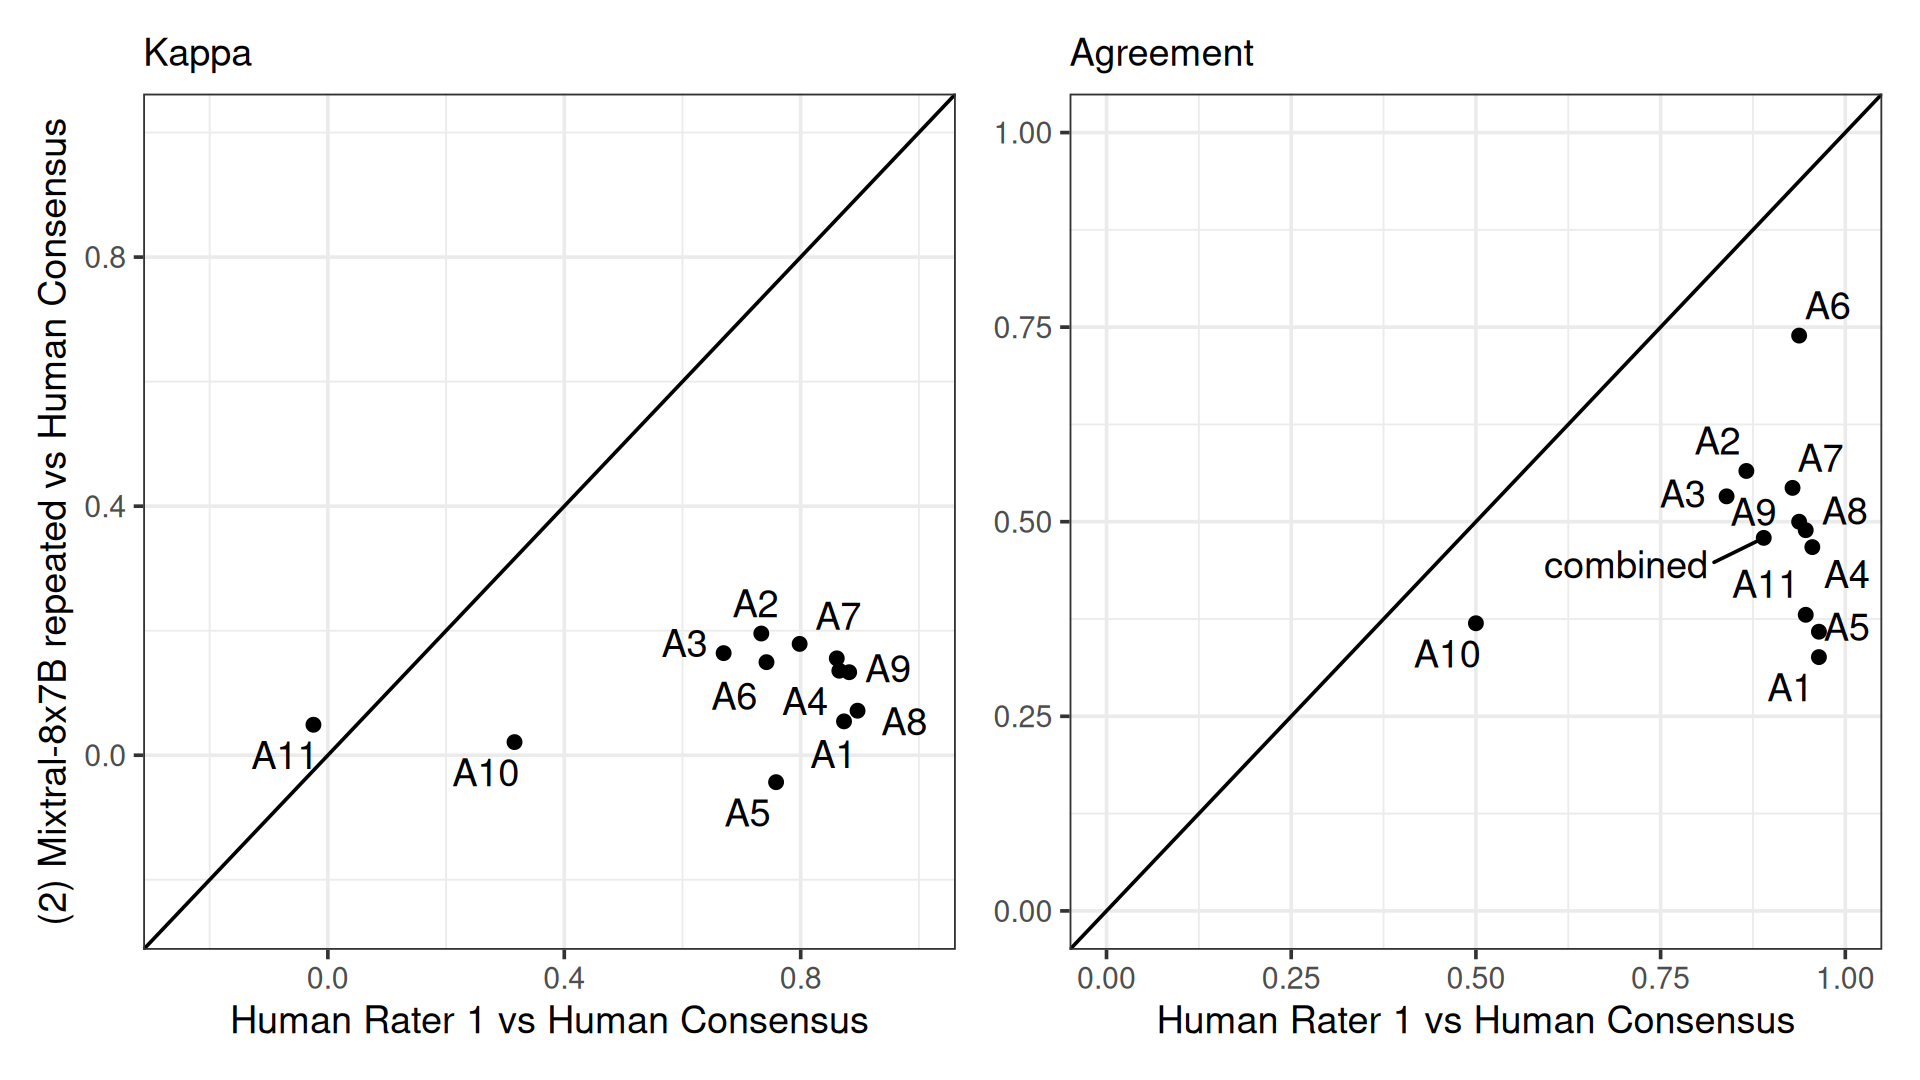 Kappa
Agreement
(2) Mixtral-8x7B repeated vs Human Consensus
0.8
0.4
0.0
A2
A7
A3
A9
A6
A4
A8
A11
A1
A10
A5
0.0
0.4
0.8
Human Rater 1 vs Human Consensus
1.00
0.75
0.50
0.25
0.00
A6
A2
A7
A3
A9
A8
combined
A11
A4
A5
A10
A1
0.00
0.25
0.50
0.75
1.00
Human Rater 1 vs Human Consensus